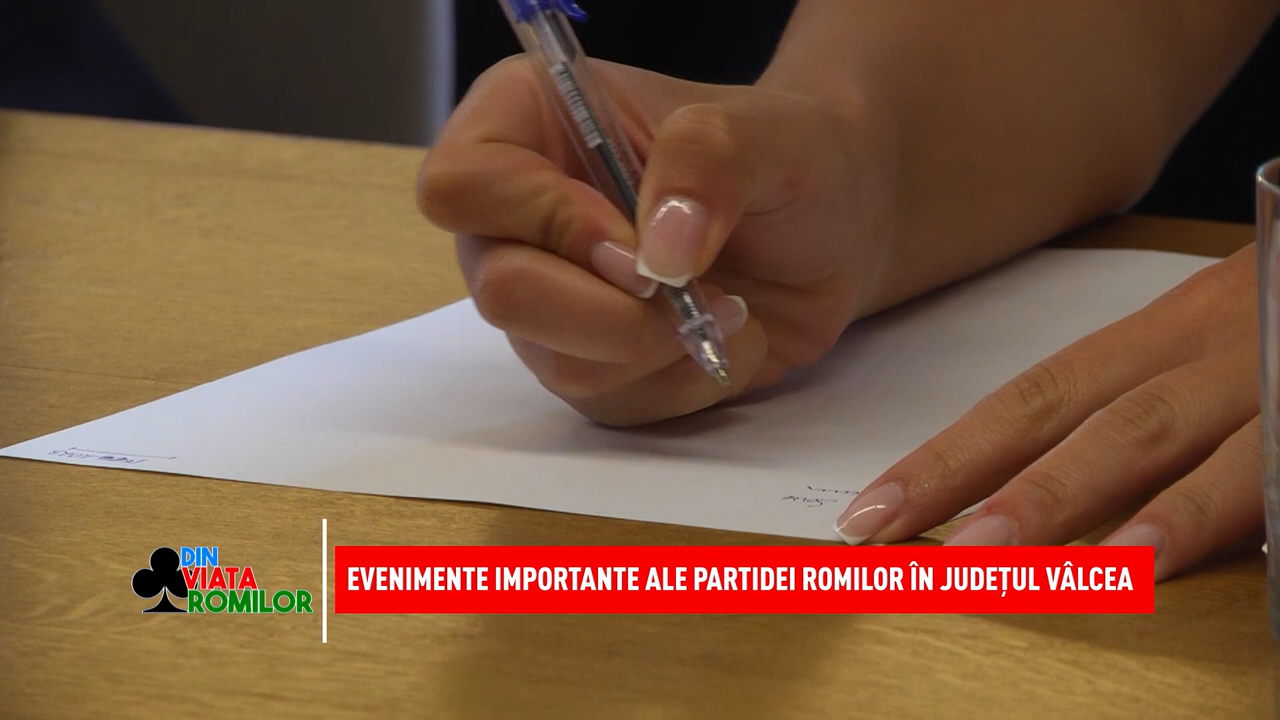 DIN
VIATA
ROMILOR
EVENIMENTE IMPORTANTE ALE PARTIDEI ROMILOR ÎN JUDEȚUL VÂLCEA